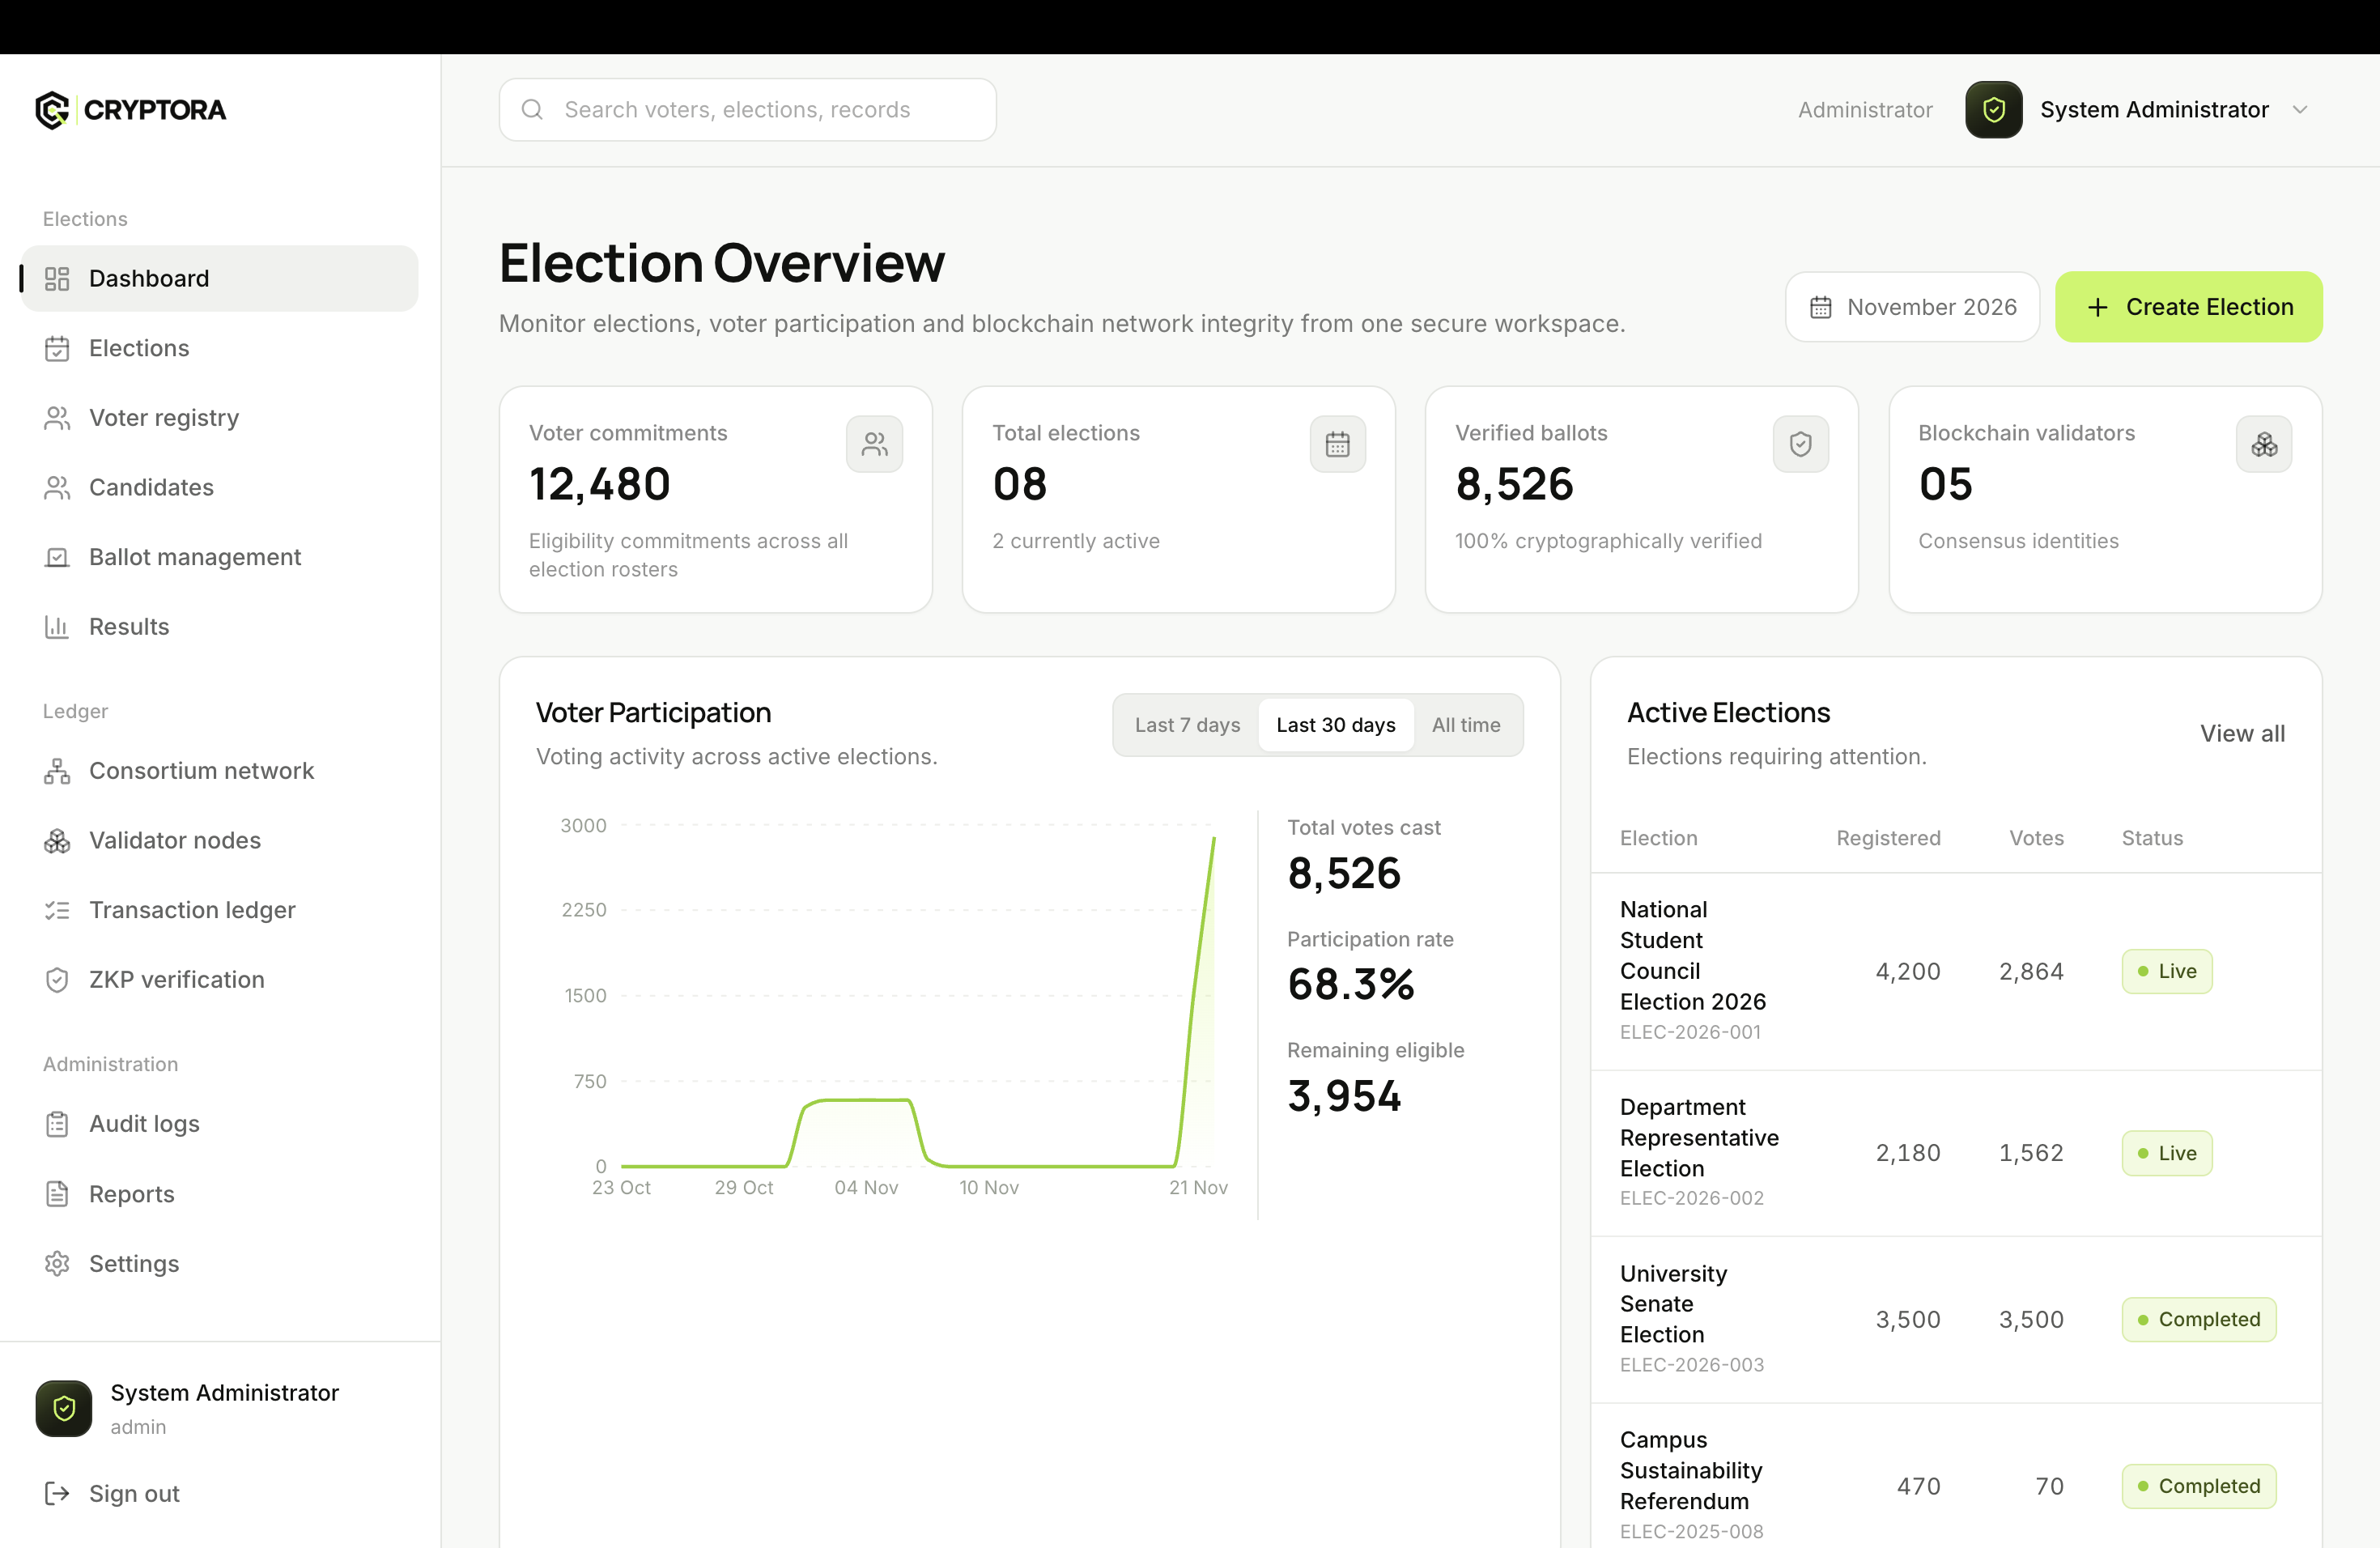 CRYPTORA
Search voters, elections, records
Administrator
System Administrator
Elections
Dashboard
Elections
Voter registry
Candidates
Ballot management
Results
Ledger
Consortium network
Validator nodes
Transaction ledger
ZKP verification
Administration
Audit logs
Reports
Settings
System Administrator
admin
Sign out
Election Overview
Monitor elections, voter participation and blockchain network integrity from one secure workspace.
November 2026
Create Election
Voter commitments
12,480
Eligibility commitments across all
election rosters
Total elections
08
2 currently active
Verified ballots
8,526
100% cryptographically verified
Blockchain validators
05
Consensus identities
Voter Participation
Voting activity across active elections.
Last 7 days
Last 30 days
All time
3000
2250
1500
750
0
23 Oct
29 Oct
04 Nov
10 Nov
21 Nov
Total votes cast
8,526
Participation rate
68.3%
Remaining eligible
3,954
Active Elections
Elections requiring attention.
View all
Election Registered Votes Status
National
Student
Council
Election 2026
ELEC-2026-001
4,200 2,864 Live
Department
Representative
Election
ELEC-2026-002
2,180 1,562 Live
University
Senate
Election
ELEC-2026-003
3,500 3,500 Completed
Campus
Sustainability
Referendum
ELEC-2025-008
470 70 Completed